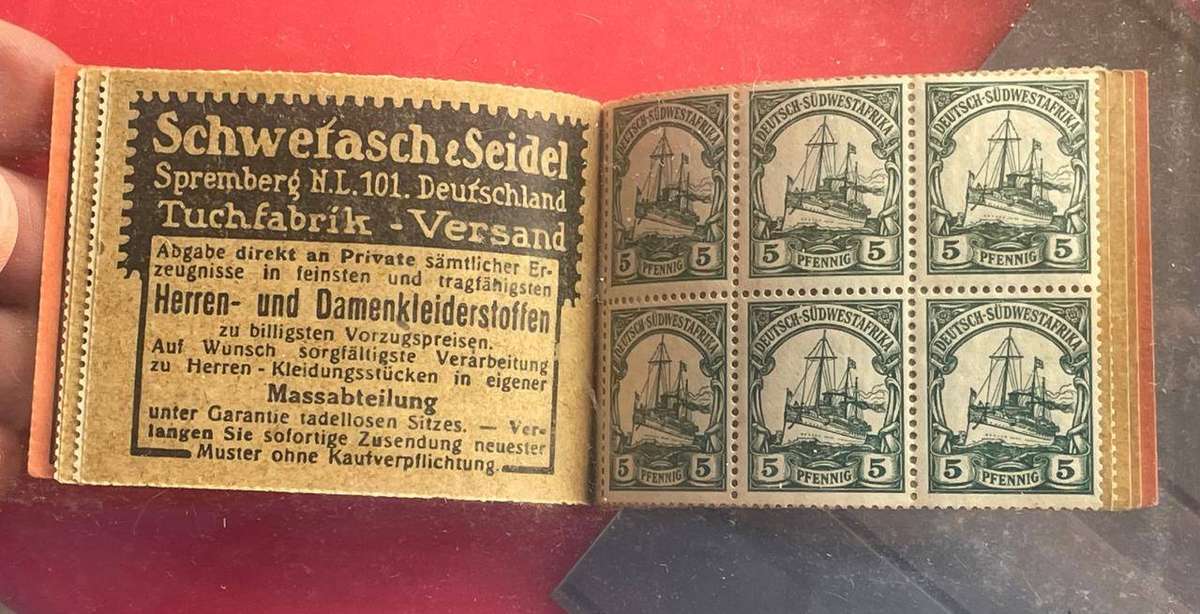 Schwetasch & Seidel
Spremberg N.L. 101. Deutschland
Tuchfabrik - Versand
Abgabe direkt an Private sämtlicher Er-
zeugnisse in feinsten und tragfähigsten
Herren- und Damenkleiderstoffen
zu billigsten Vorzugspreisen.
Auf Wunsch sorgfältigste Verarbeitung
zu Herren-Kleidungsstücken in eigener
Massabteilung
unter Garantie tadellosen Sitzes. — Ver-
langen Sie sofortige Zusendung neuester
Muster ohne Kaufverpflichtung.
DEUTSCH-SÜDWESTAFRIKA
5 PFENNIG 5
DEUTSCH-SÜDWESTAFRIKA
5 PFENNIG 5
DEUTSCH-SÜDWESTAFRIKA
5 PFENNIG 5
DEUTSCH-SÜDWESTAFRIKA
5 PFENNIG 5
DEUTSCH-SÜDWESTAFRIKA
5 PFENNIG 5
DEUTSCH-SÜDWESTAFRIKA
5 PFENNIG 5